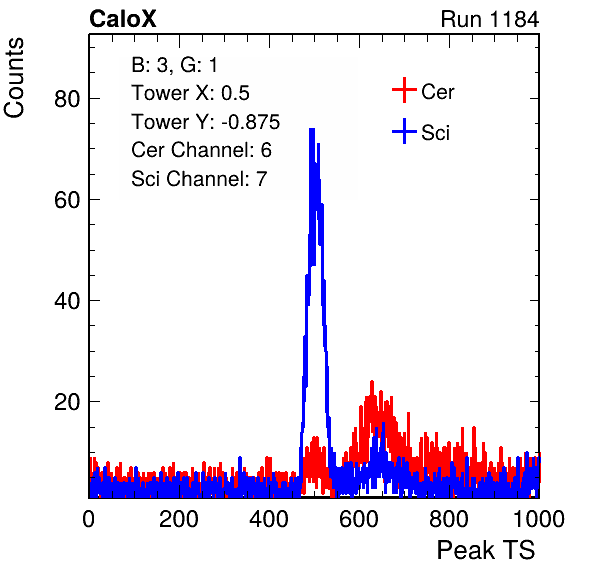 CaloX Run 1184
Counts
B: 3, G: 1
Tower X: 0.5
Tower Y: -0.875
Cer Channel: 6
Sci Channel: 7
Cer
Sci
80
60
40
20
0 200 400 600 800 1000
Peak TS